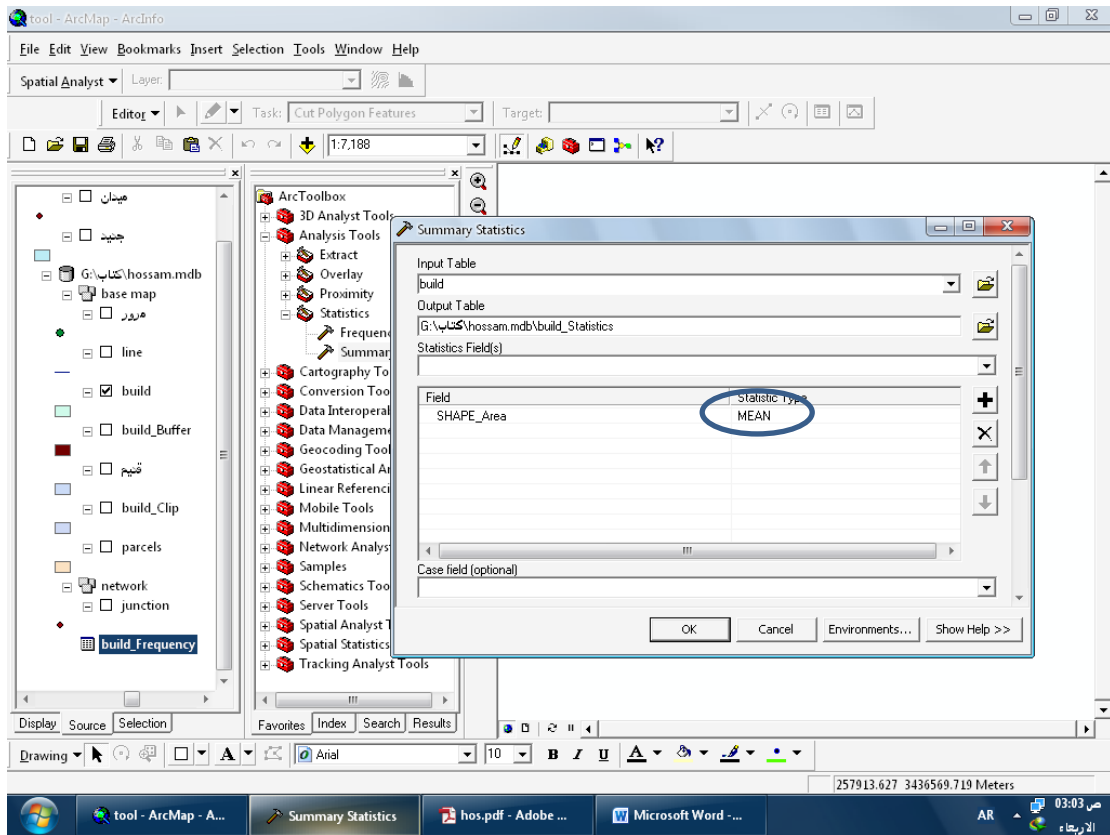 tool - ArcMap - ArcInfo
File Edit View Bookmarks Insert Selection Tools Window Help
Spatial Analyst Layer:
Editor Task: Cut Polygon Features Target:
1:7,188
ميدان
جنيد
G:\كتاب\hossam.mdb
base map
مرور
line
build
build_Buffer
قنيم
build_Clip
parcels
network
junction
build_Frequency
Display Source Selection
ArcToolbox
3D Analyst Tools
Analysis Tools
Extract
Overlay
Proximity
Statistics
Frequen
Summar
Cartography To
Conversion Too
Data Interoperal
Data Manageme
Geocoding Tool
Geostatistical Ar
Linear Referenci
Mobile Tools
Multidimension
Network Analys
Samples
Schematics Too
Server Tools
Spatial Analyst T
Spatial Statistics
Tracking Analyst Tools
Favorites Index Search Results
Summary Statistics
Input Table
build
Output Table
G:\كتاب\hossam.mdb\build_Statistics
Statistics Field(s)
Field Statistic Type
SHAPE_Area MEAN
Case field (optional)
OK Cancel Environments... Show Help >>
Drawing A Arial 10 B I U A
257913.627 3436569.719 Meters
tool - ArcMap - A... Summary Statistics hos.pdf - Adobe ... Microsoft Word -... AR 03:03 ص
الاربعاء